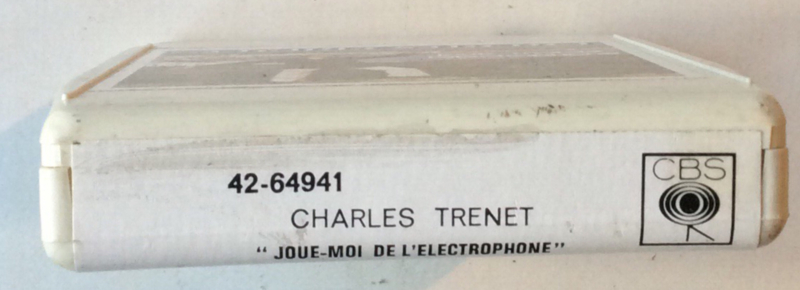 42-64941
CHARLES TRENET
“ JOUE-MOI DE L'ELECTROPHONE”
CBS